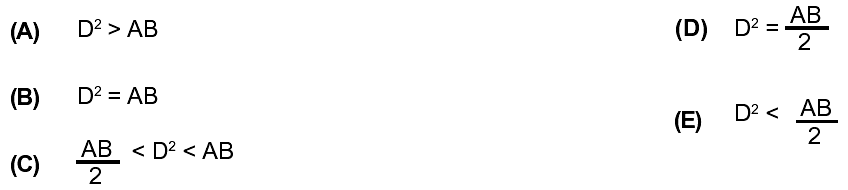 (A) D² > AB
(B) D² = AB
(C) AB/2 < D² < AB
(D) D² = AB/2
(E) D² < AB/2